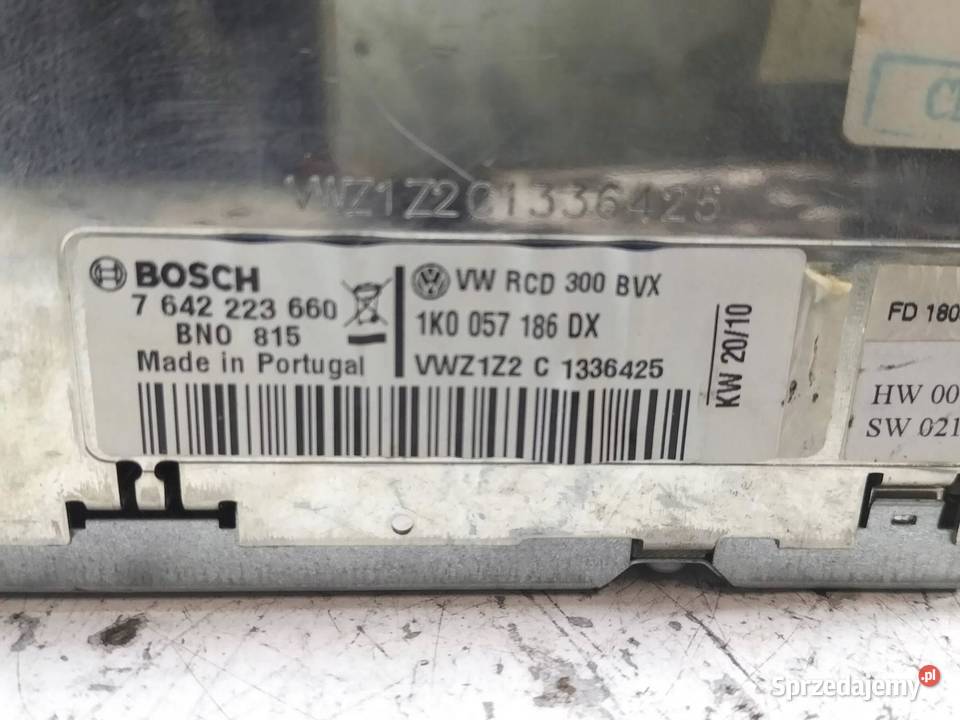 VWZ1Z2C1336425
BOSCH
7 642 223 660
BNO 815
Made in Portugal
VW RCD 300 BVX
1K0 057 186 DX
VWZ1Z2 C 1336425
KW 20/10
FD 180
HW 00
SW 021
Sprzedajemy.pl